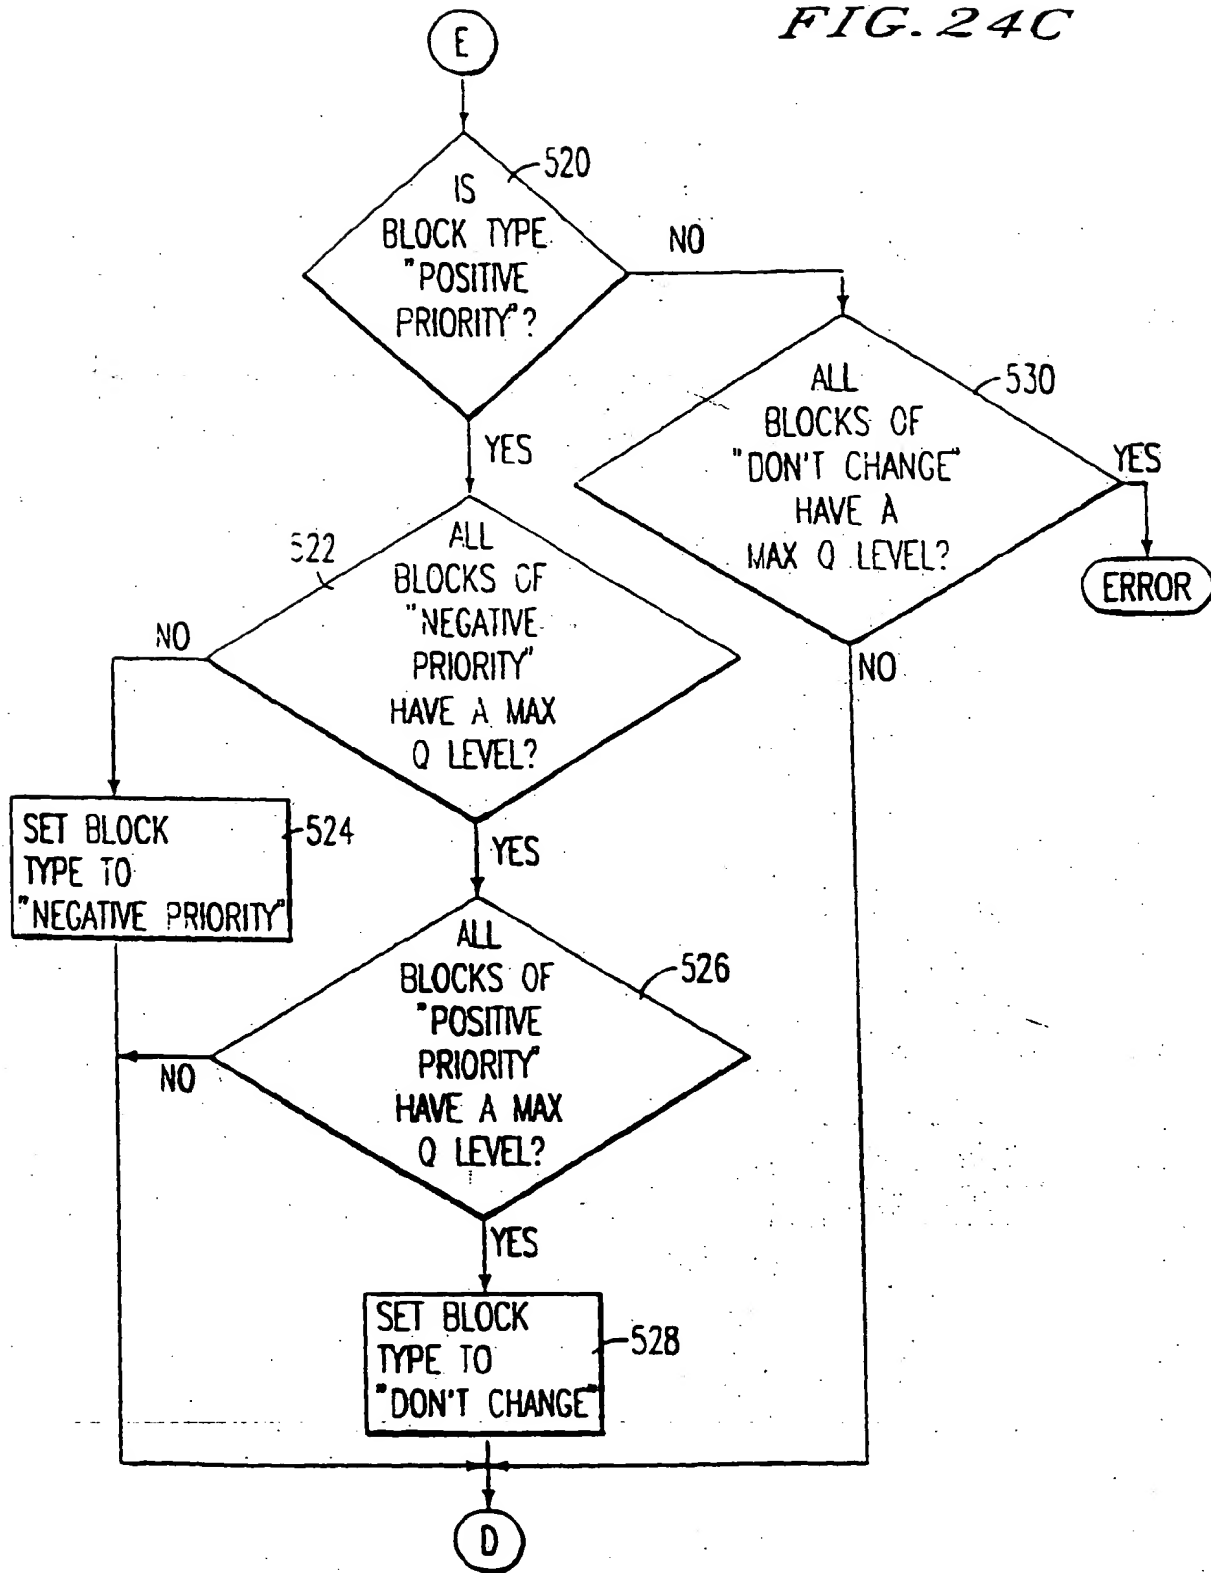 FIG. 24C
E
520
IS
BLOCK TYPE
"POSITIVE
PRIORITY"?
NO
YES
530
ALL
BLOCKS OF
"DON'T CHANGE"
HAVE A
MAX Q LEVEL?
YES
ERROR
NO
522
ALL
BLOCKS OF
"NEGATIVE
PRIORITY"
HAVE A MAX
Q LEVEL?
NO
YES
524
SET BLOCK
TYPE TO
"NEGATIVE PRIORITY"
526
ALL
BLOCKS OF
"POSITIVE
PRIORITY"
HAVE A MAX
Q LEVEL?
NO
YES
528
SET BLOCK
TYPE TO
"DON'T CHANGE"
D